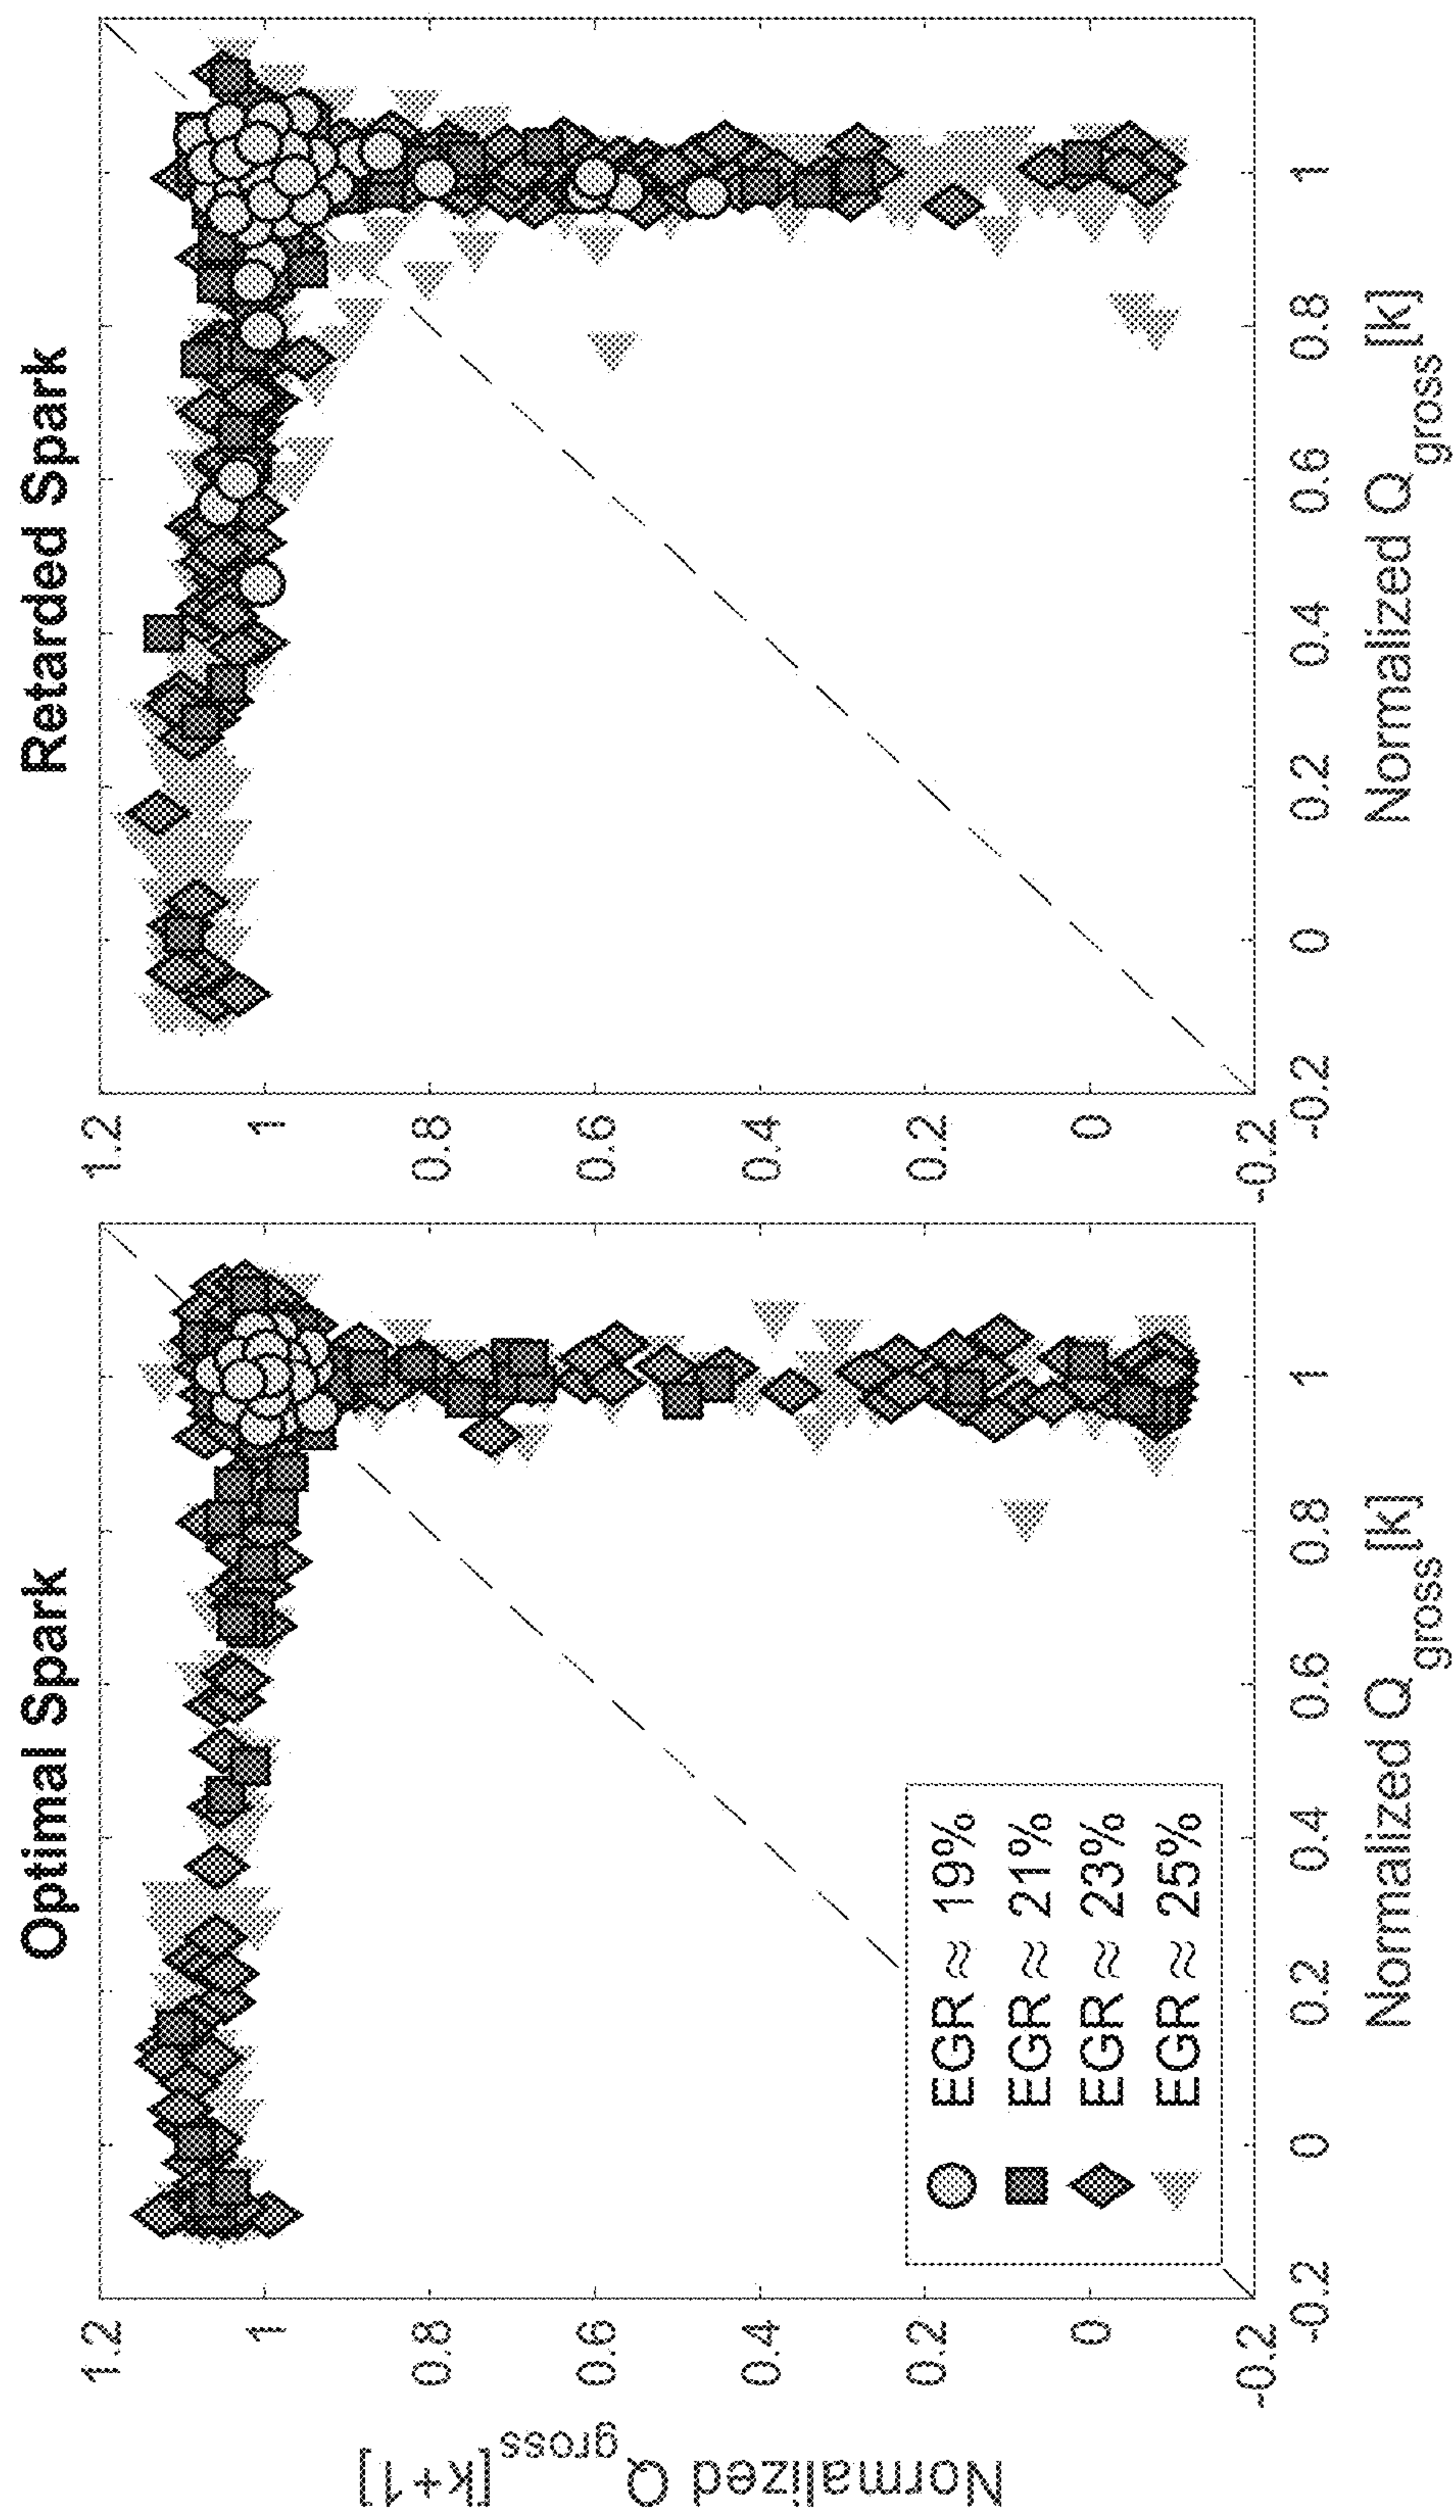 Optimal Spark
Retarded Spark
Normalized Q_gross[k+1]
1.2
1
0.8
0.6
0.4
0.2
0
-0.2
EGR ≈ 19%
EGR ≈ 21%
EGR ≈ 23%
EGR ≈ 25%
-0.2 0 0.2 0.4 0.6 0.8 1
Normalized Q_gross[k]
1.2
1
0.8
0.6
0.4
0.2
0
-0.2
-0.2 0 0.2 0.4 0.6 0.8 1
Normalized Q_gross[k]